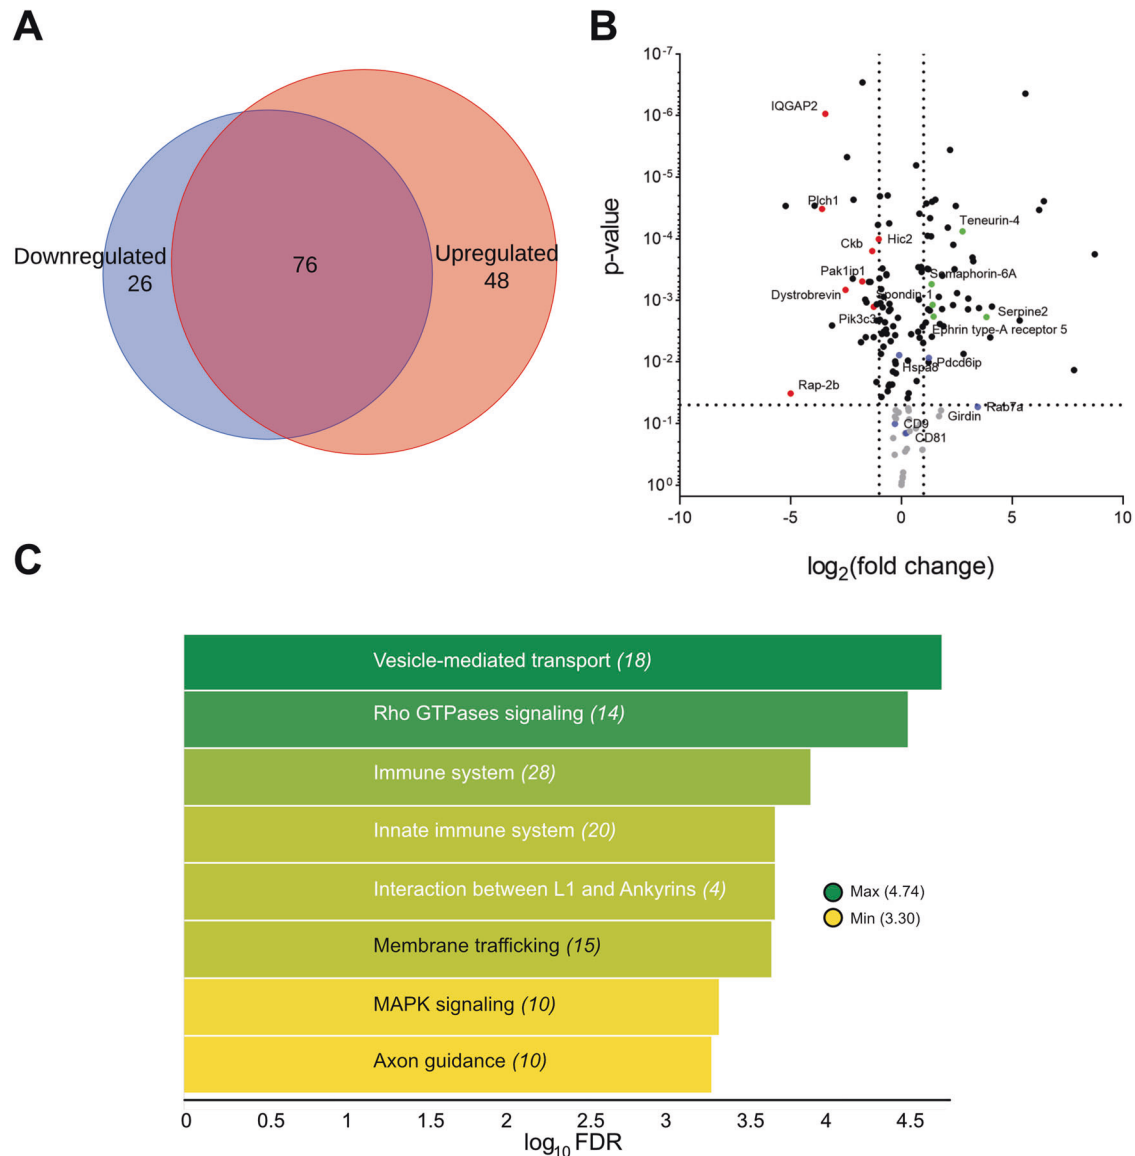 A
Downregulated
26
76
Upregulated
48
B
p-value
10-7
10-6
10-5
10-4
10-3
10-2
10-1
10⁰
IQGAP2
Plch1
Teneurin-4
Hic2
Ckb
Pak1ip1
Semaphorin-6A
Dystrobrevin
Spondin-1
Serpine2
Pik3c3
Ephrin type-A receptor 5
Hspa8
Pdcd6ip
Rap-2b
Rab7a
Girdin
CD9
CD81
-10
-5
0
5
10
log2(fold change)
C
Vesicle-mediated transport (18)
Rho GTPases signaling (14)
Immune system (28)
Innate immune system (20)
Interaction between L1 and Ankyrins (4)
Membrane trafficking (15)
MAPK signaling (10)
Axon guidance (10)
Max (4.74)
Min (3.30)
0 0.5 1 1.5 2 2.5 3 3.5 4 4.5
log10 FDR